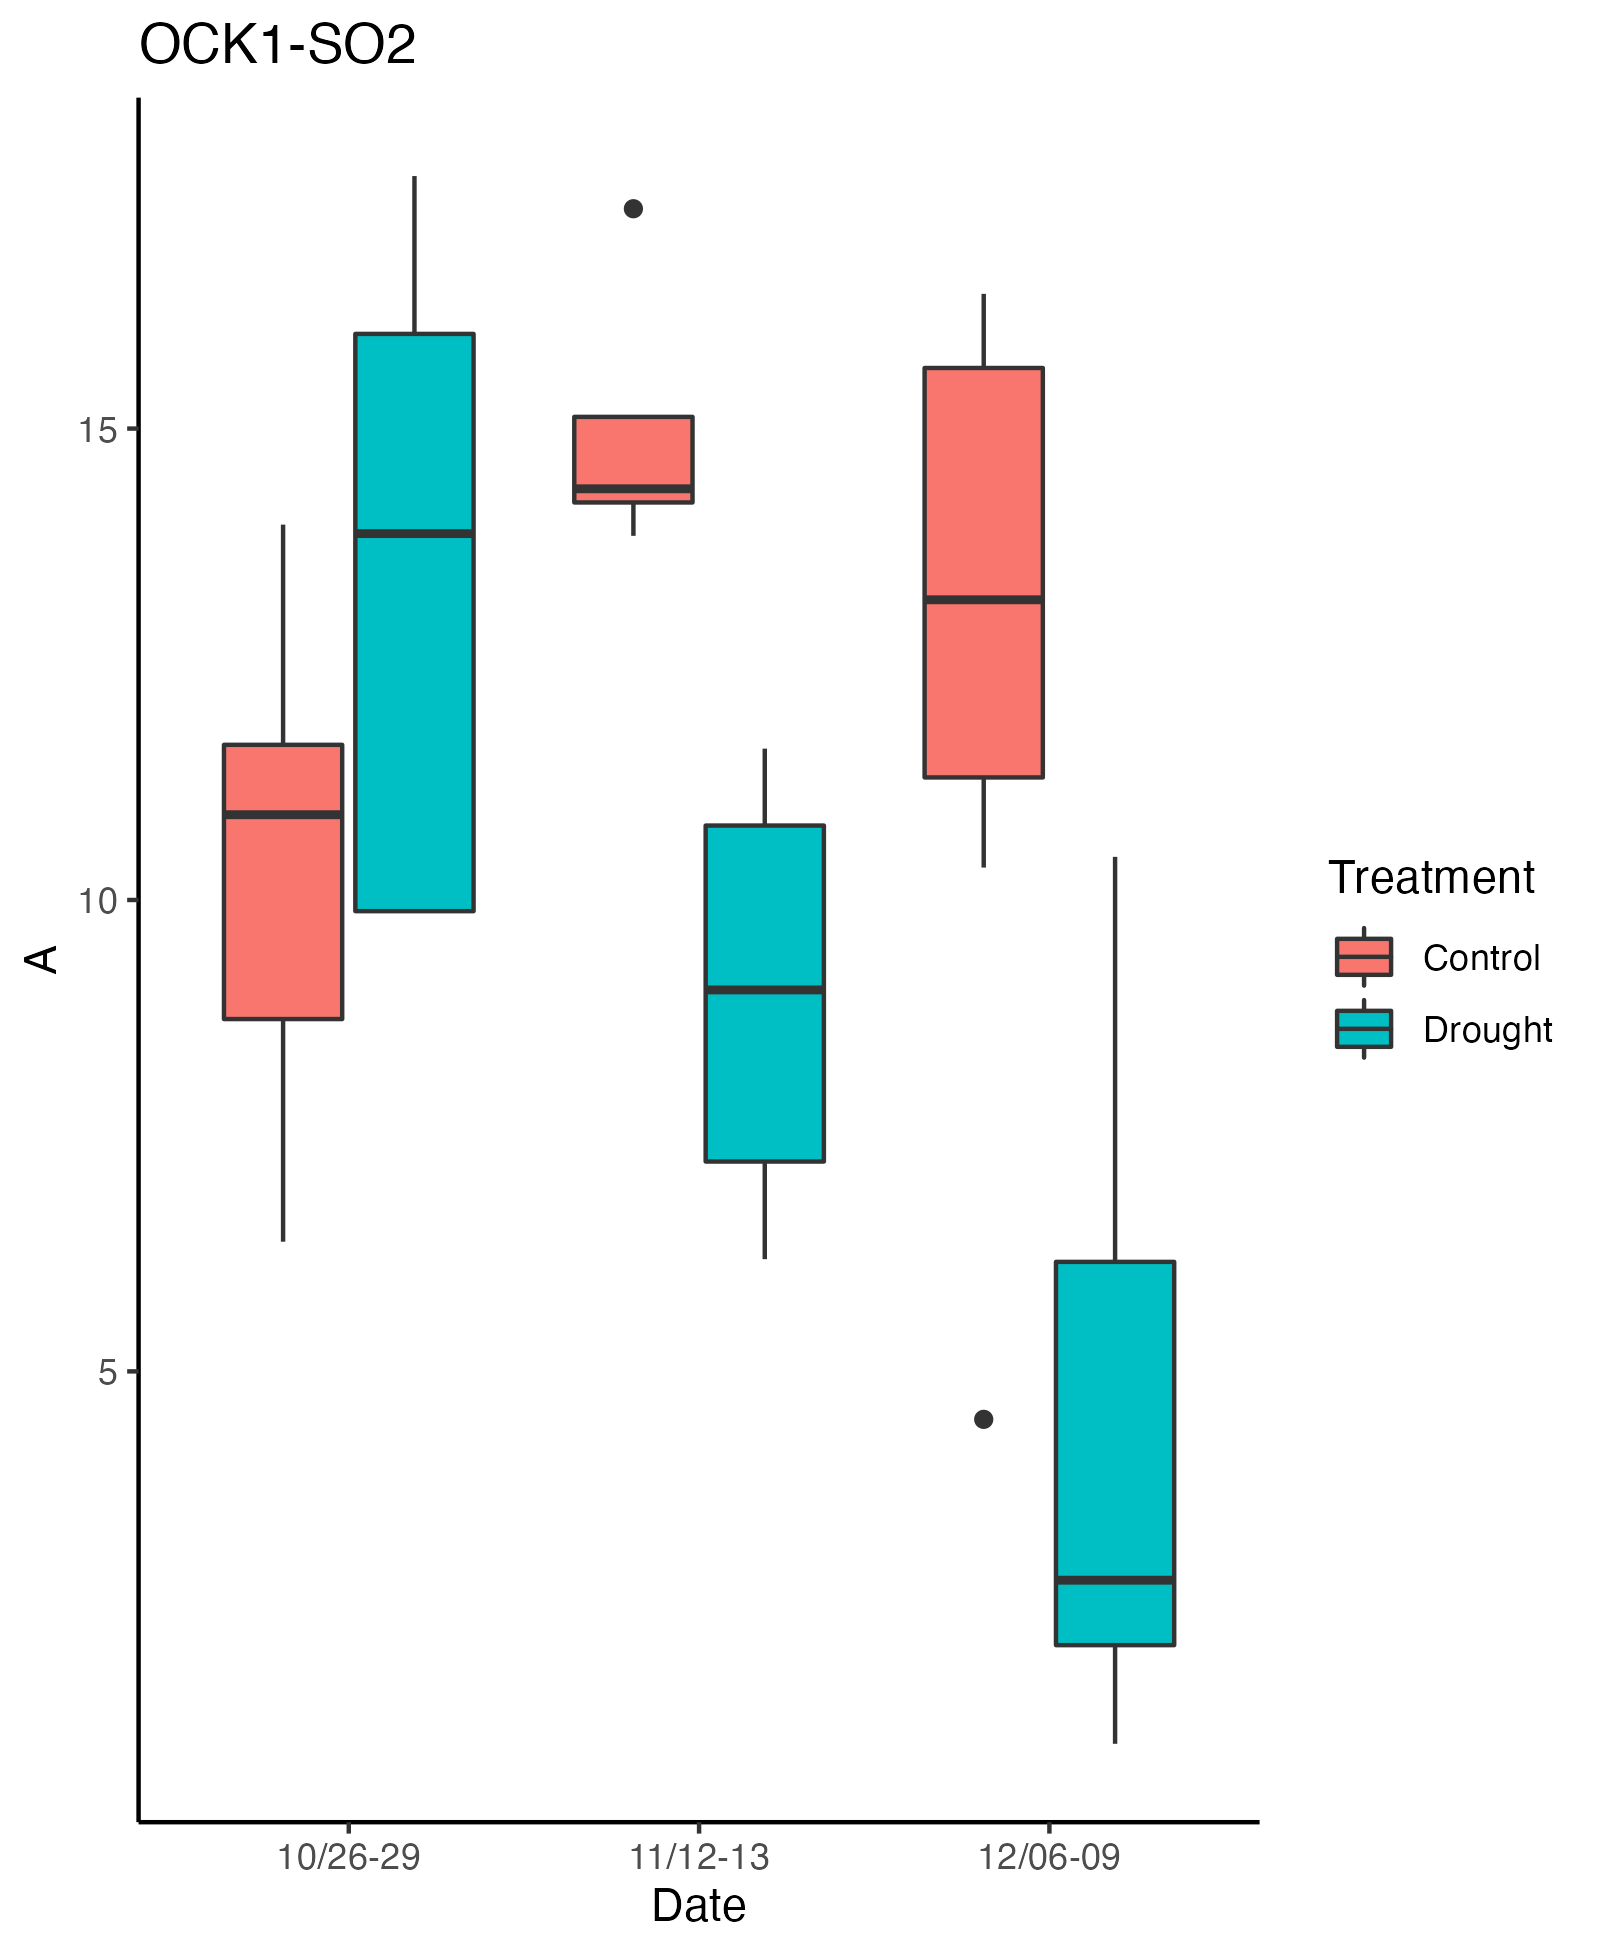 OCK1-SO2
15
10
5
A
10/26-29
11/12-13
12/06-09
Date
Treatment
Control
Drought